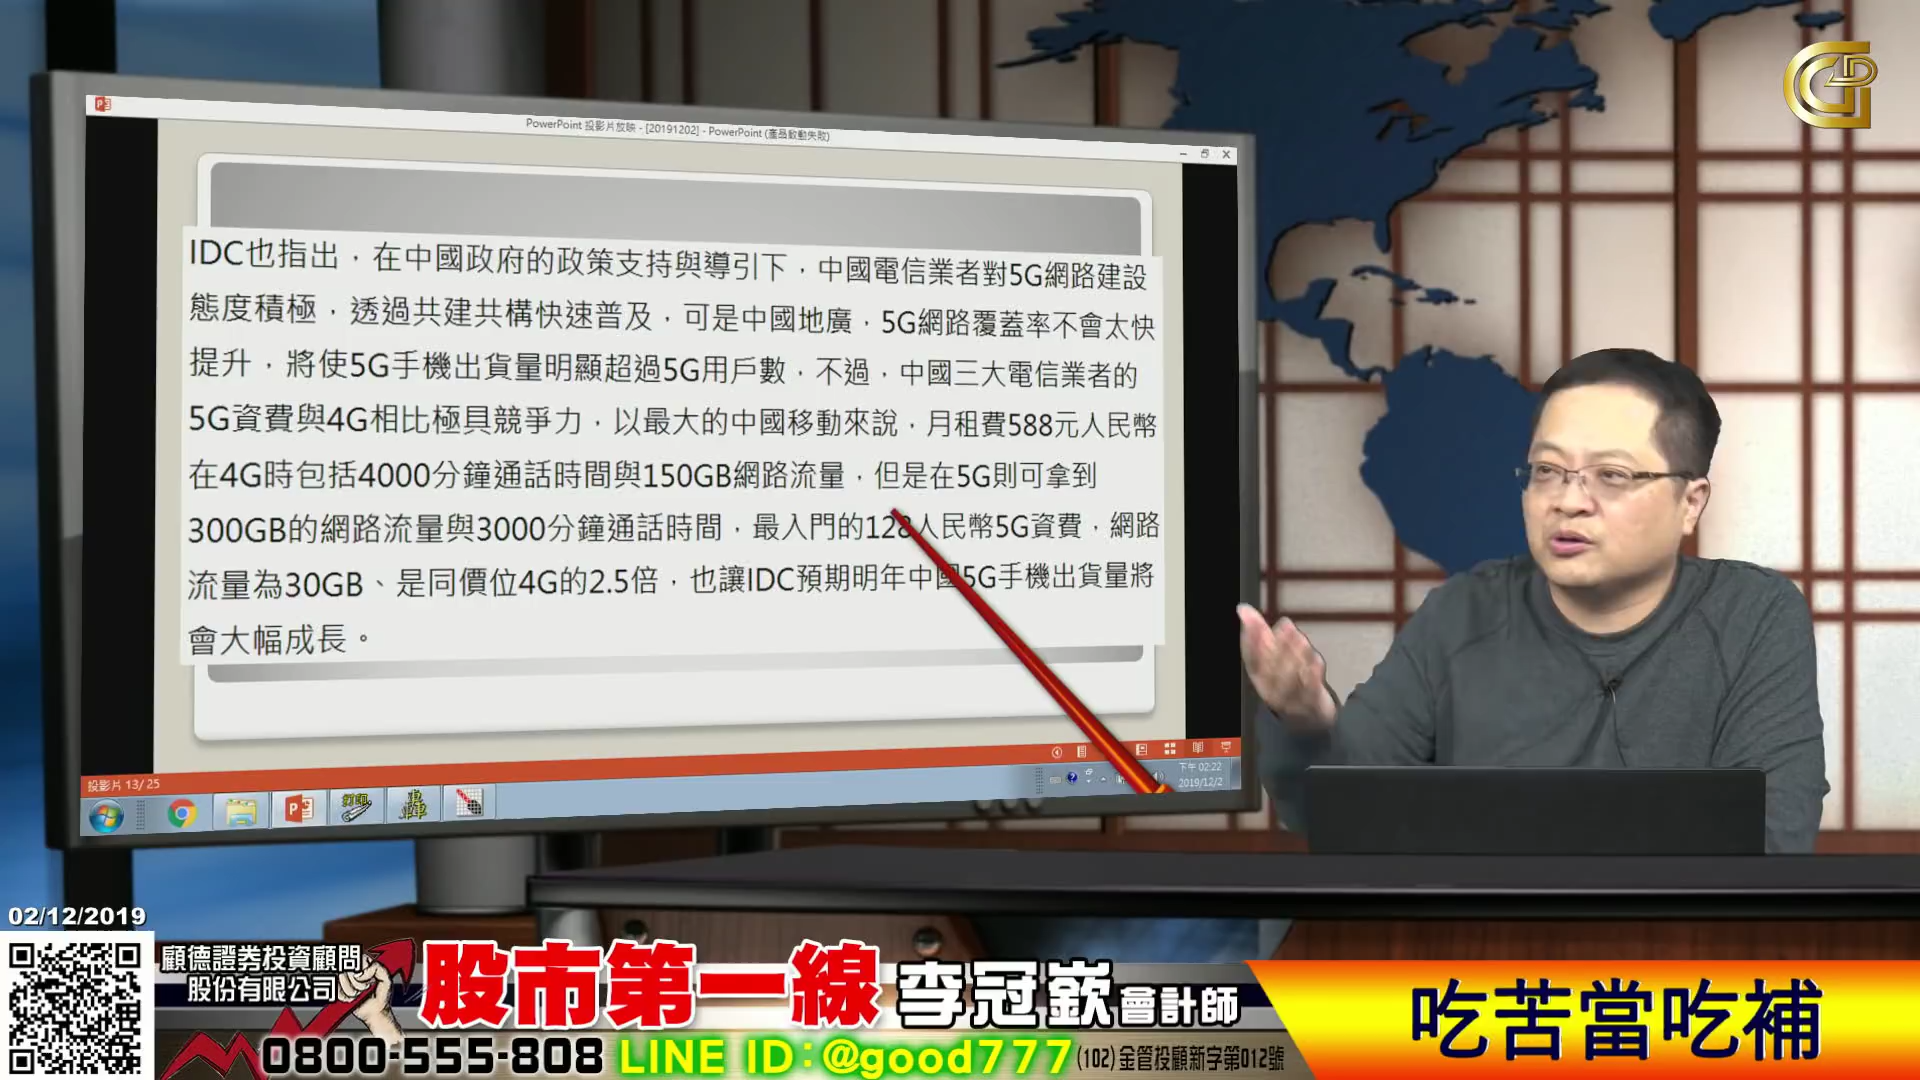 PowerPoint 投影片放映 - [20191202] - PowerPoint (產品啟動失敗)
IDC也指出，在中國政府的政策支持與導引下，中國電信業者對5G網路建設
態度積極，透過共建共構快速普及，可是中國地廣，5G網路覆蓋率不會太快
提升，將使5G手機出貨量明顯超過5G用戶數，不過，中國三大電信業者的
5G資費與4G相比極具競爭力，以最大的中國移動來說，月租費588元人民幣
在4G時包括4000分鐘通話時間與150GB網路流量，但是在5G則可拿到
300GB的網路流量與3000分鐘通話時間，最入門的128人民幣5G資費，網路
流量為30GB、是同價位4G的2.5倍，也讓IDC預期明年中國5G手機出貨量將
會大幅成長。
投影片 13/25
下午 02:22
2019/12/2
02/12/2019
顧德證券投資顧問
股份有限公司
股市第一線 李冠嶔 會計師
0800-555-808 LINE ID:@good777 (102)金管投顧新字第012號
吃苦當吃補